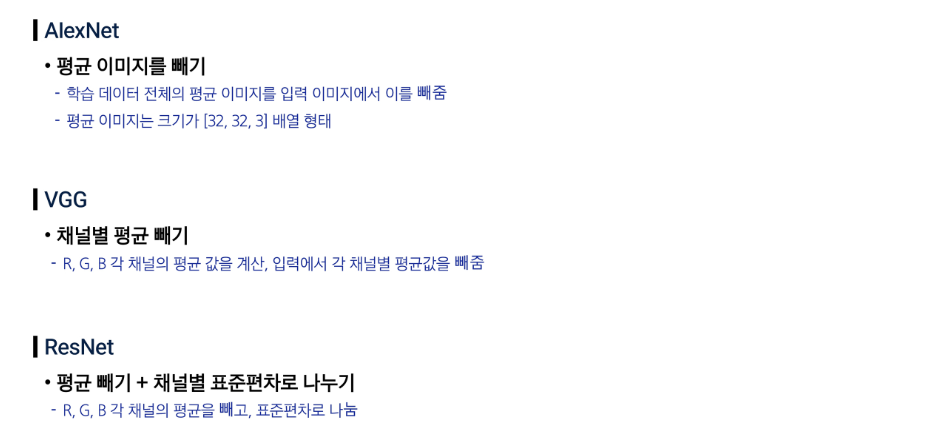 AlexNet
• 평균 이미지를 빼기
- 학습 데이터 전체의 평균 이미지를 입력 이미지에서 이를 빼줌
- 평균 이미지는 크기가 [32, 32, 3] 배열 형태
VGG
• 채널별 평균 빼기
- R, G, B 각 채널의 평균 값을 계산, 입력에서 각 채널별 평균값을 빼줌
ResNet
• 평균 빼기 + 채널별 표준편차로 나누기
- R, G, B 각 채널의 평균을 빼고, 표준편차로 나눔